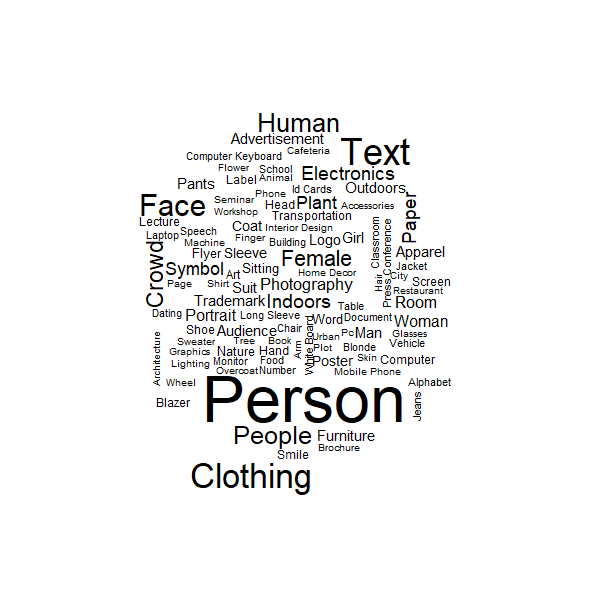 Human
Advertisement
Text
Cafeteria
Computer Keyboard
Flower
School
Electronics
Pants
Label
Animal
Phone
Id Cards
Outdoors
Face
Seminar
Head
Plant
Accessories
Paper
Workshop
Transportation
Lecture
Laptop
Speech
Coat
Interior Design
Classroom
Press Conference
Machine
Finger
Building
Logo
Girl
Crowd
Flyer
Sleeve
Female
Apparel
Symbol
Art
Sitting
Home Decor
Hair
Jacket
City
Page
Shirt
Suit
Photography
Screen
Restaurant
Trademark
Indoors
Table
Room
Dating
Portrait
Long Sleeve
Word
Document
Woman
Shoe
Audience
Chair
White Board
Urban
Pc
Man
Glasses
Architecture
Sweater
Tree
Book
Arm
Plot
Blonde
Vehicle
Graphics
Nature
Hand
Lighting
Monitor
Food
Poster
Skin
Computer
Overcoat
Number
Mobile Phone
Wheel
Alphabet
Blazer
Person
Jeans
People
Furniture
Brochure
Smile
Clothing